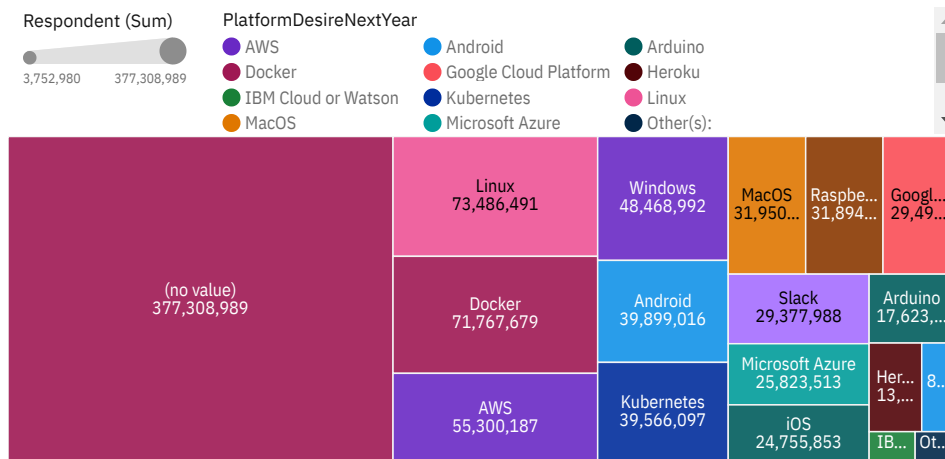 Respondent (Sum)
3,752,980 377,308,989
PlatformDesireNextYear
AWS Android Arduino
Docker Google Cloud Platform Heroku
IBM Cloud or Watson Kubernetes Linux
MacOS Microsoft Azure Other(s):
(no value)
377,308,989
Linux
73,486,491
Docker
71,767,679
AWS
55,300,187
Windows
48,468,992
Android
39,899,016
Kubernetes
39,566,097
MacOS
31,950...
Raspbe...
31,894...
Googl...
29,49...
Slack
29,377,988
Microsoft Azure
25,823,513
iOS
24,755,853
Arduino
17,623,...
Her...
13,...
8...
IB...
Ot...